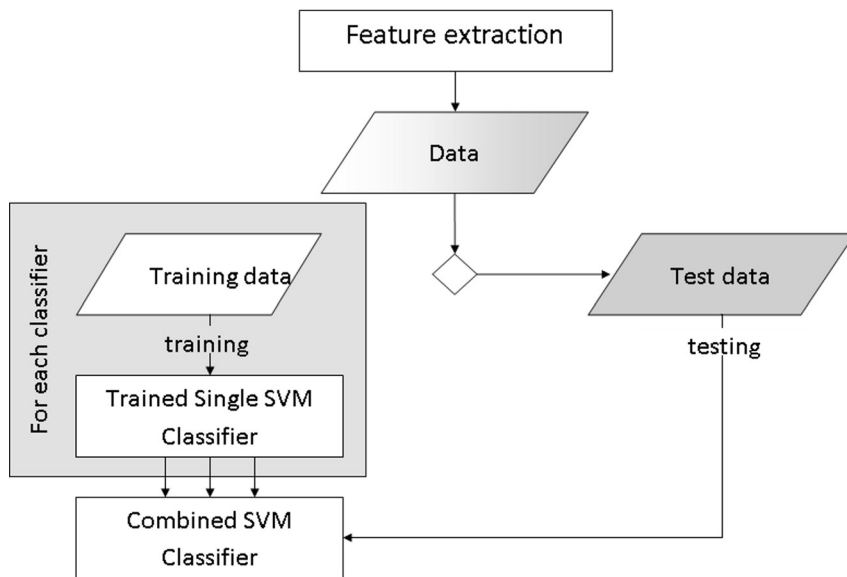 Feature extraction
Data
For each classifier
Training data
Test data
training
testing
Trained Single SVM
Classifier
Combined SVM
Classifier